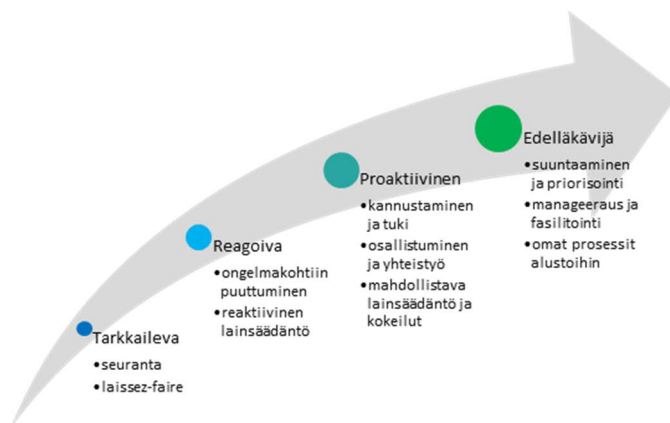 Tarkkaileva
•seuranta
•laissez-faire
Reagoiva
•ongelmakohtiin
puuttuminen
•reaktiivinen
lainsäädäntö
Proaktiivinen
•kannustaminen
ja tuki
•osallistuminen
ja yhteistyö
•mahdollistava
lainsäädäntö ja
kokeilut
Edelläkävijä
•suuntaaminen
ja priorisointi
•manageeraus ja
fasilitointi
•omat prosessit
alustoihin